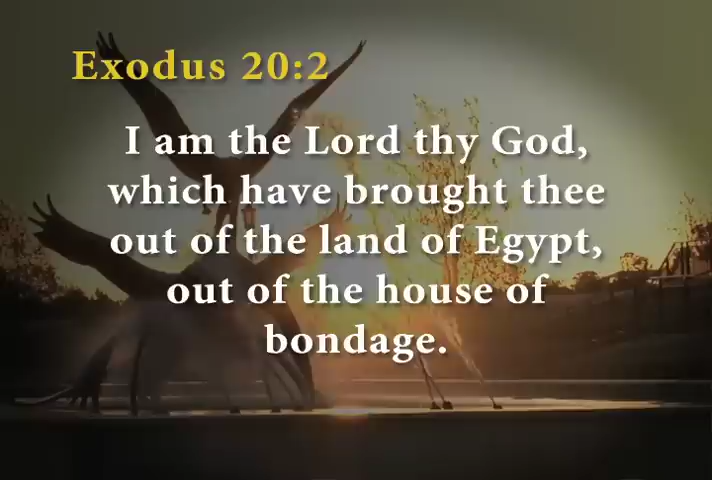 Exodus 20:2
I am the Lord thy God,
which have brought thee
out of the land of Egypt,
out of the house of
bondage.